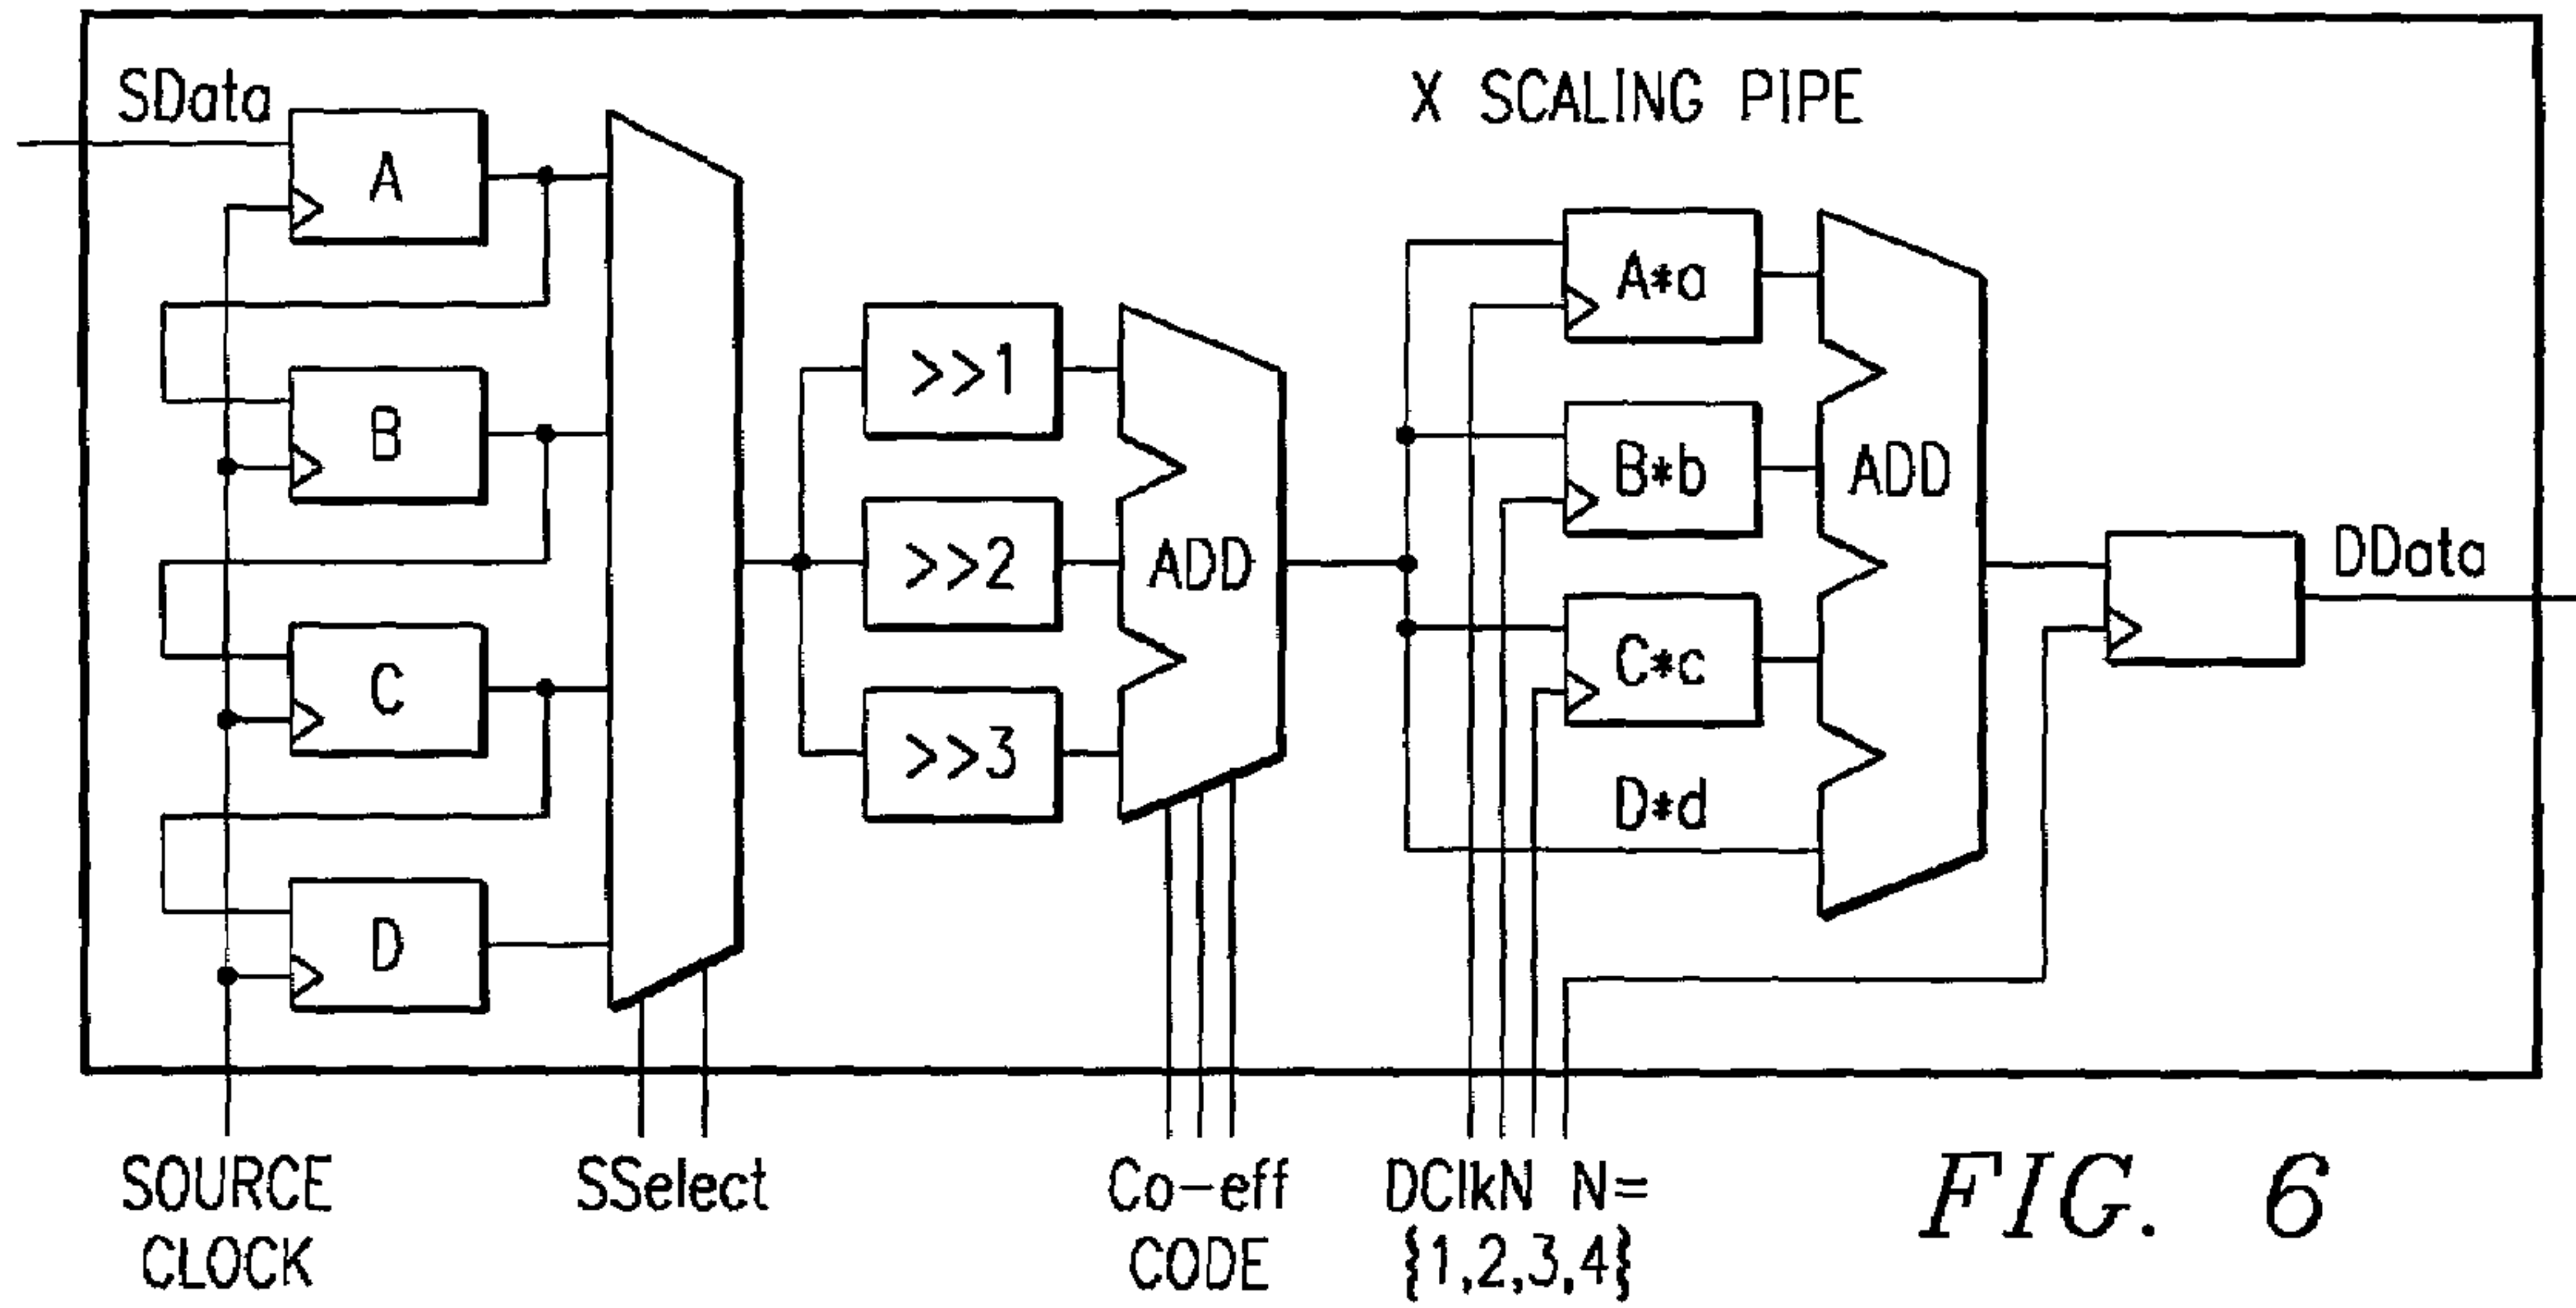 SData
X SCALING PIPE
A
B
C
D
>>1
>>2
>>3
ADD
A*a
B*b
C*c
D*d
ADD
DData
SOURCE
CLOCK
SSelect
Co-eff
CODE
DClkN N=
{1,2,3,4}
FIG. 6